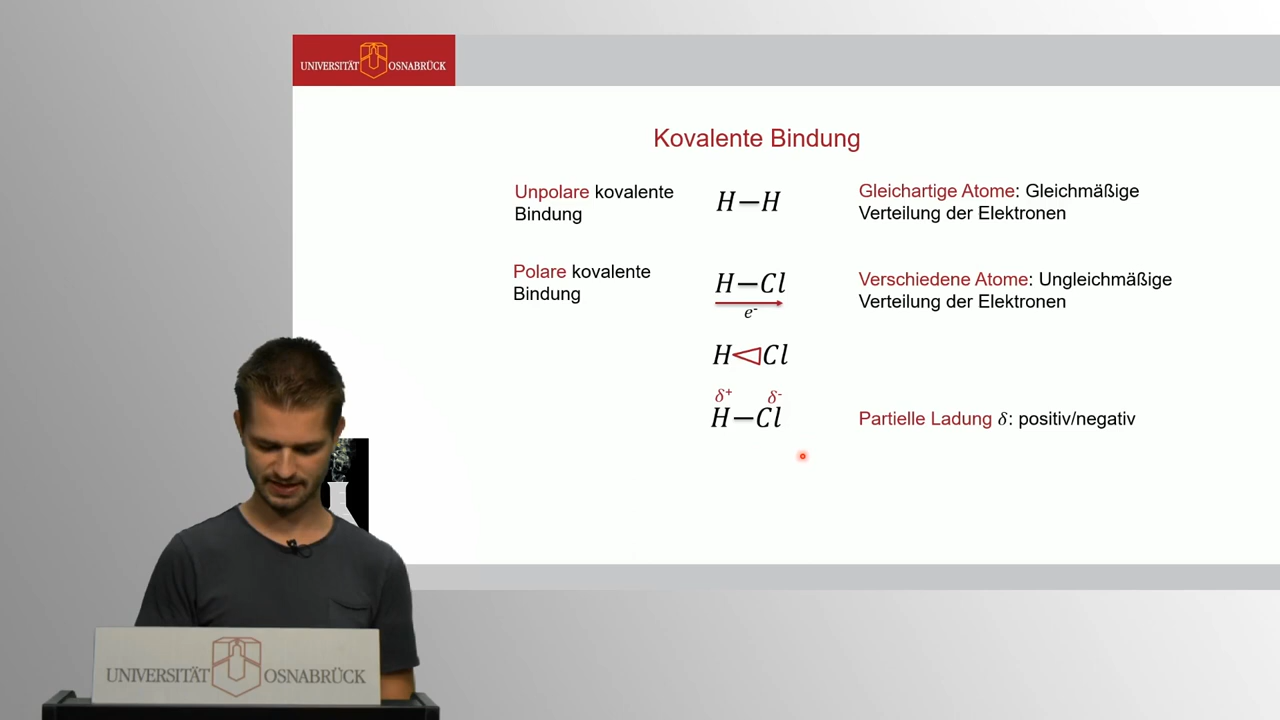 UNIVERSITÄT OSNABRÜCK
Kovalente Bindung
Unpolare kovalente
Bindung
H—H
Gleichartige Atome: Gleichmäßige
Verteilung der Elektronen
Polare kovalente
Bindung
H—Cl
e⁻
Verschiedene Atome: Ungleichmäßige
Verteilung der Elektronen
H Cl
δ⁺ δ⁻
H—Cl
Partielle Ladung δ: positiv/negativ
UNIVERSITÄT OSNABRÜCK